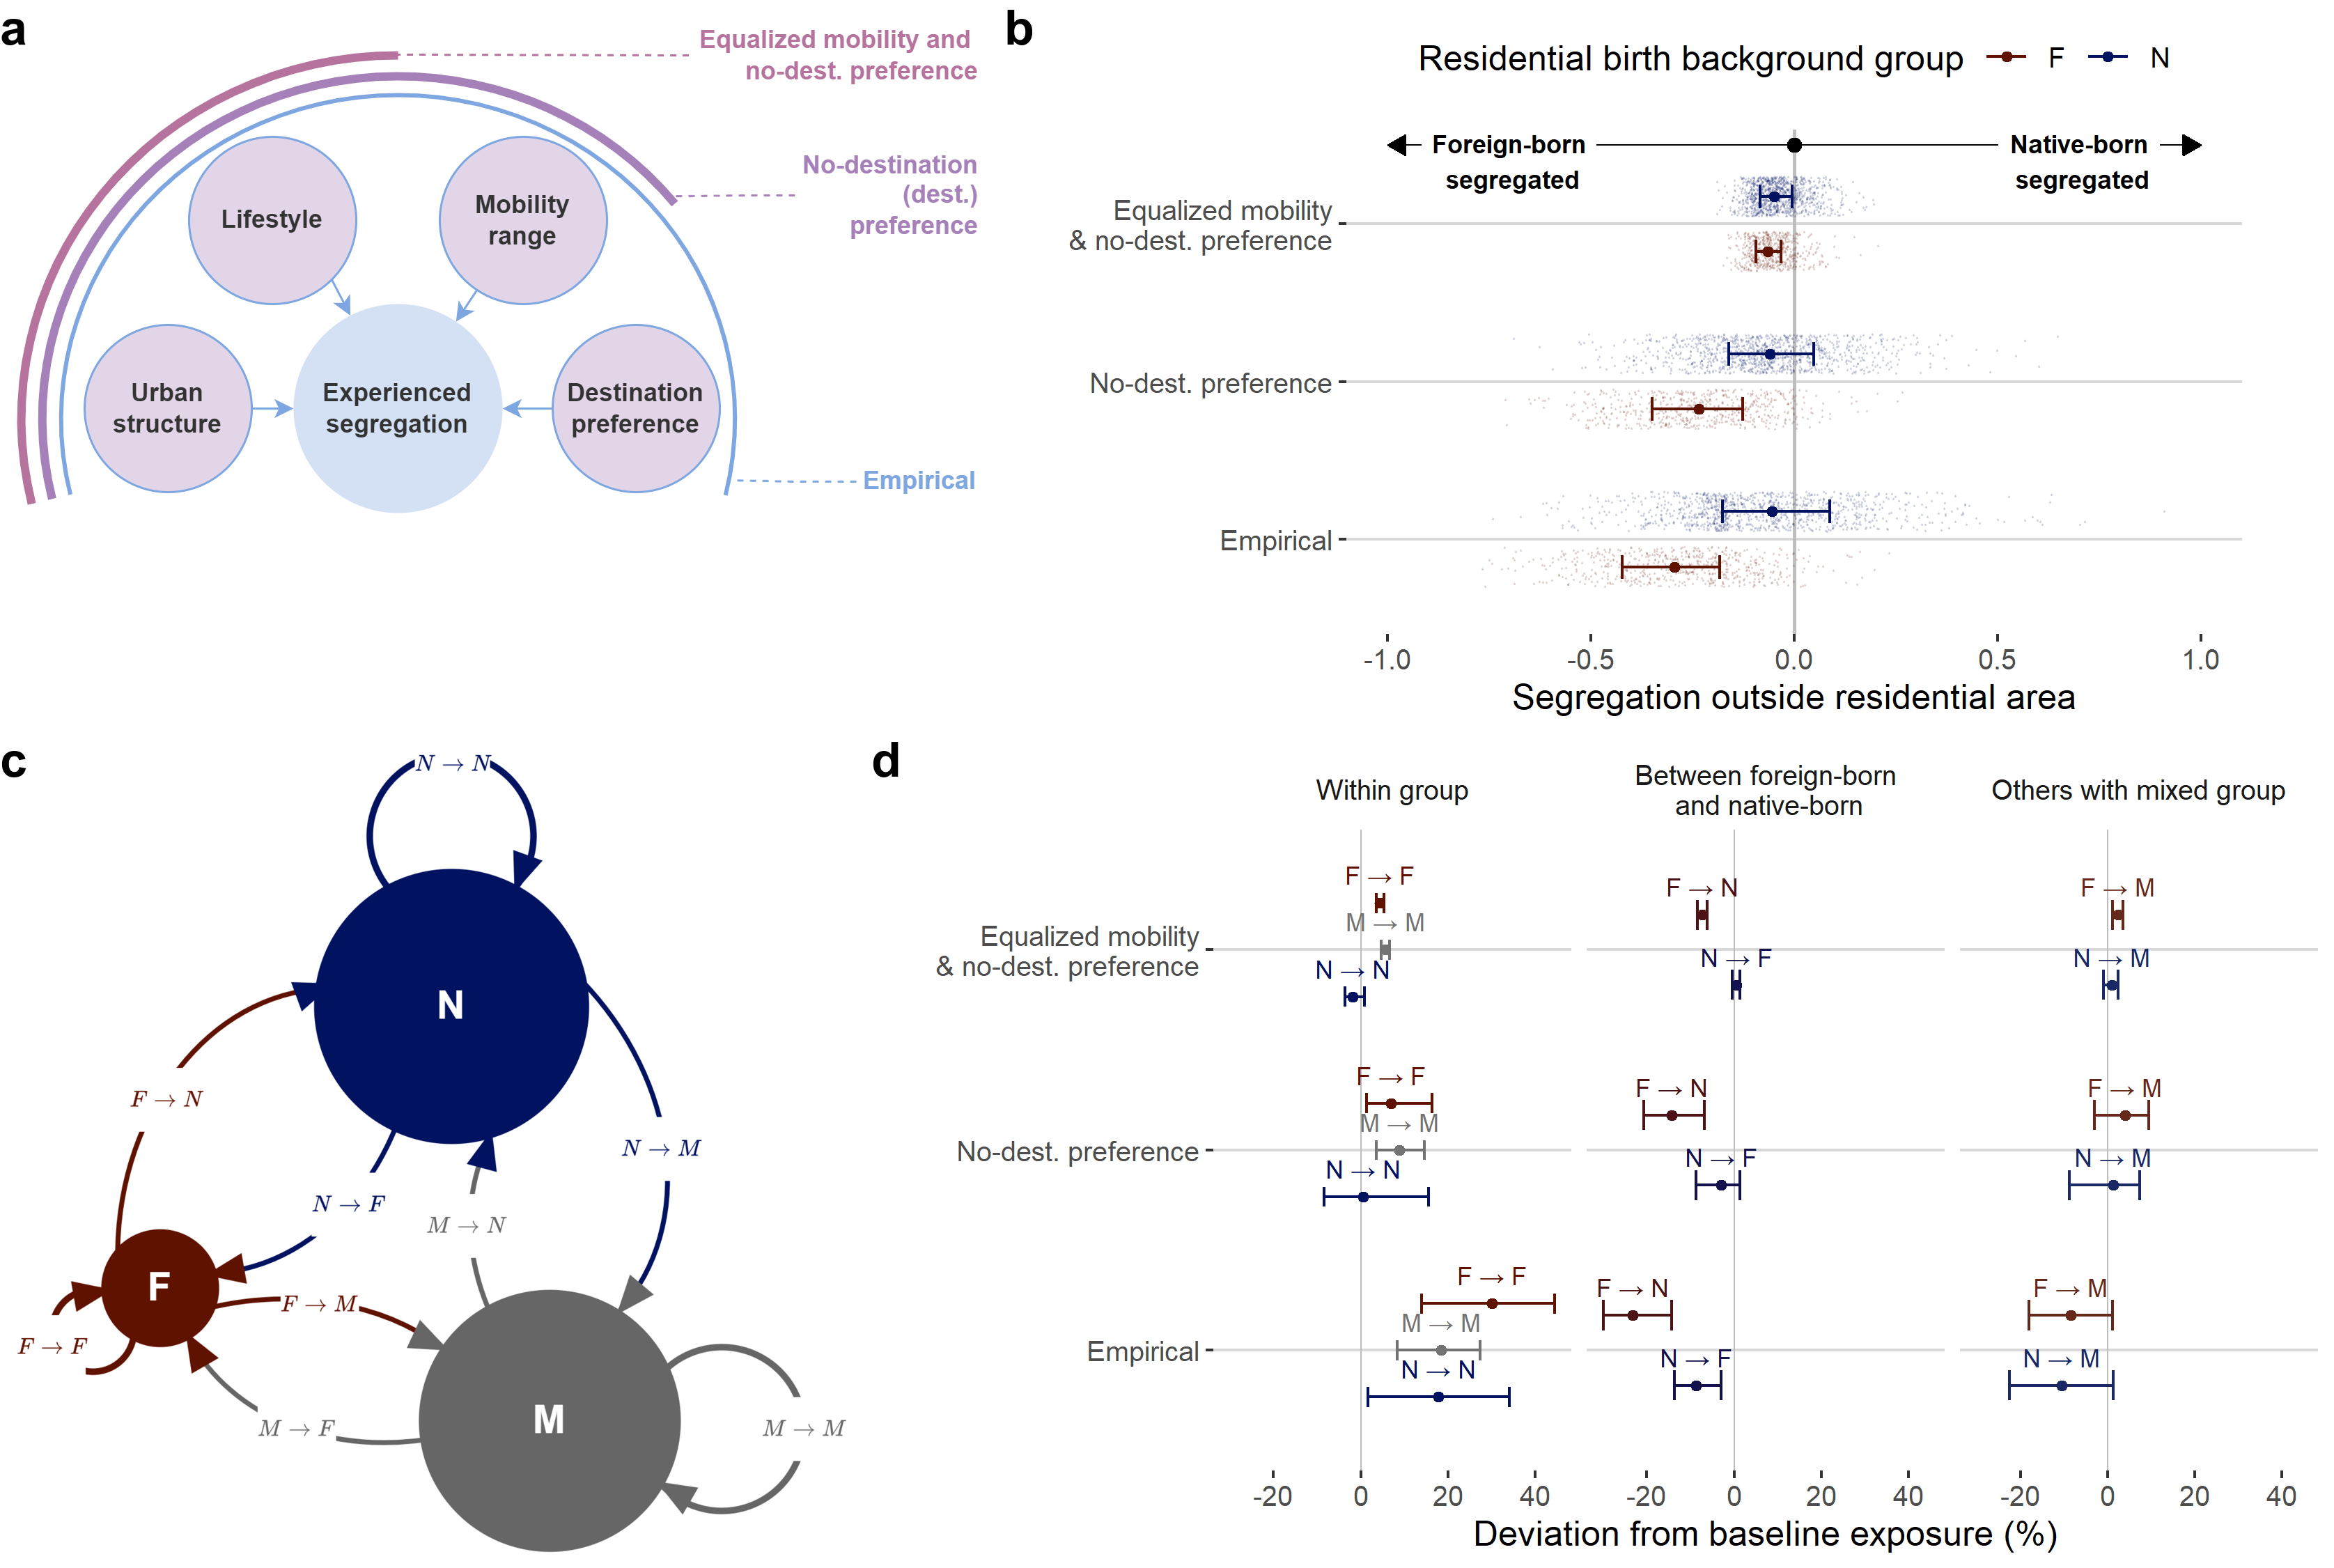 a
Equalized mobility and
no-dest. preference
No-destination
(dest.)
preference
Lifestyle
Mobility
range
Urban
structure
Experienced
segregation
Destination
preference
Empirical
b
Residential birth background group F N
Foreign-born
segregated
Native-born
segregated
Equalized mobility
& no-dest. preference
No-dest. preference
Empirical
-1.0 -0.5 0.0 0.5 1.0
Segregation outside residential area
c
N → N
N
F → N
N → M
N → F
M → N
F
F → M
F → F
M
M → F
M → M
d
Within group
Between foreign-born
and native-born
Others with mixed group
Equalized mobility
& no-dest. preference
F → F
M → M
N → N
F → N
N → F
F → M
N → M
No-dest. preference
F → F
M → M
N → N
F → N
N → F
F → M
N → M
Empirical
F → F
M → M
N → N
F → N
N → F
F → M
N → M
-20 0 20 40 -20 0 20 40 -20 0 20 40
Deviation from baseline exposure (%)